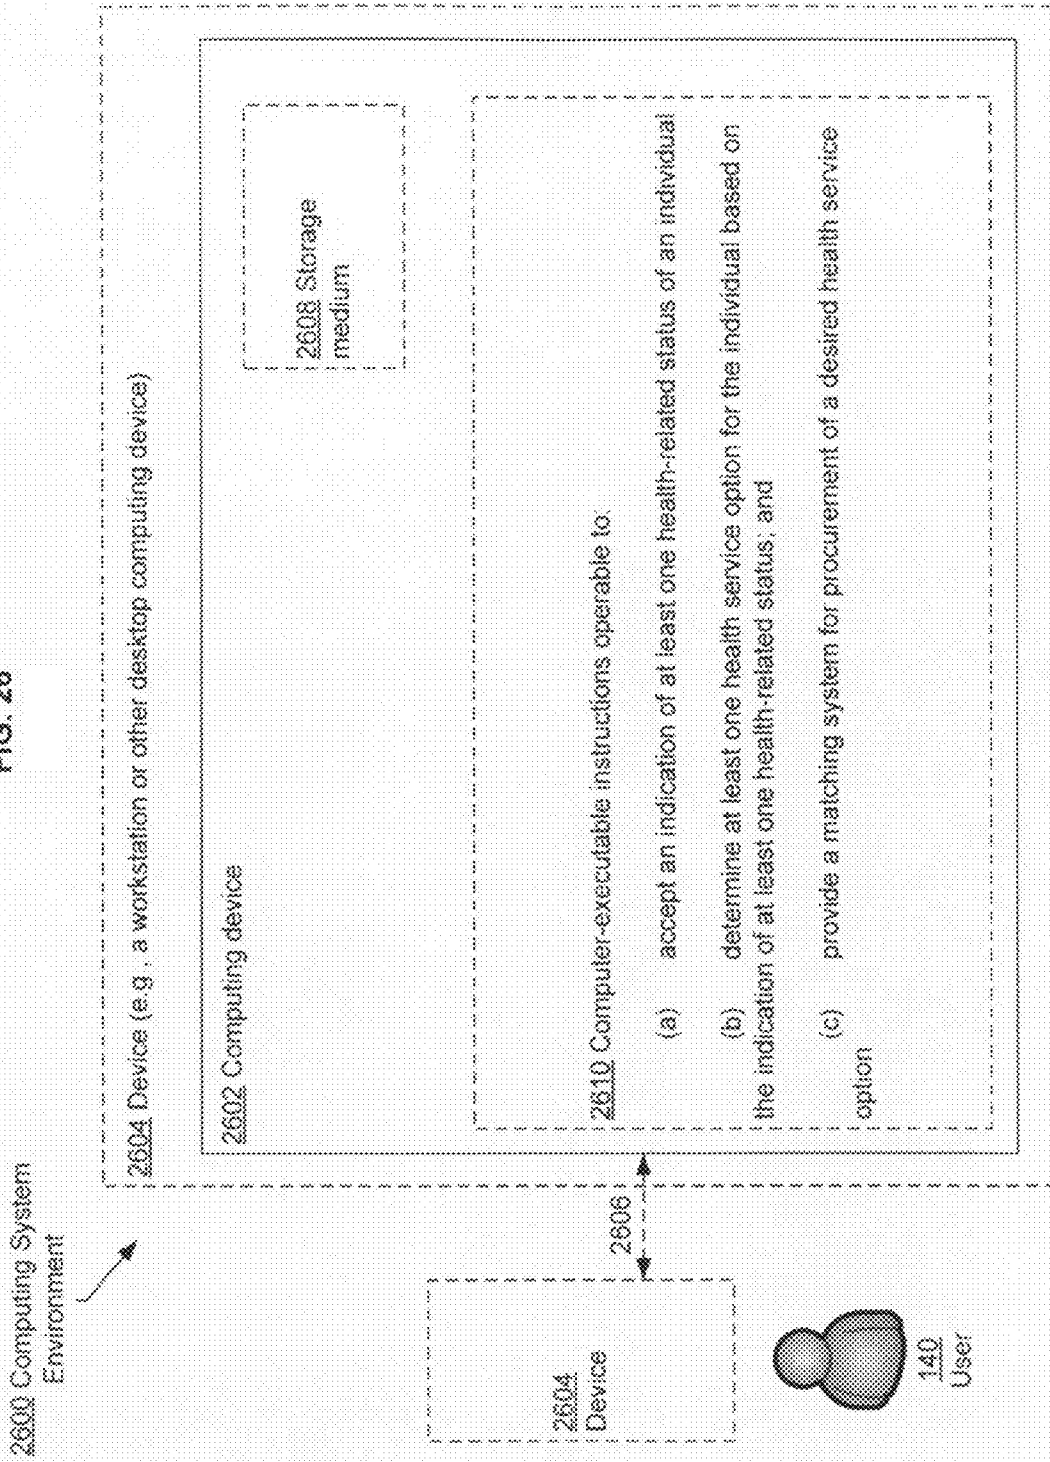 FIG. 26
2600 Computing System
Environment
2604 Device (e.g., a workstation or other desktop computing device)
2602 Computing device
2608 Storage
medium
2610 Computer-executable instructions operable to:
(a) accept an indication of at least one health-related status of an individual
(b) determine at least one health service option for the individual based on
the indication of at least one health-related status; and
(c) provide a matching system for procurement of a desired health service
option
2606
2604
Device
140
User